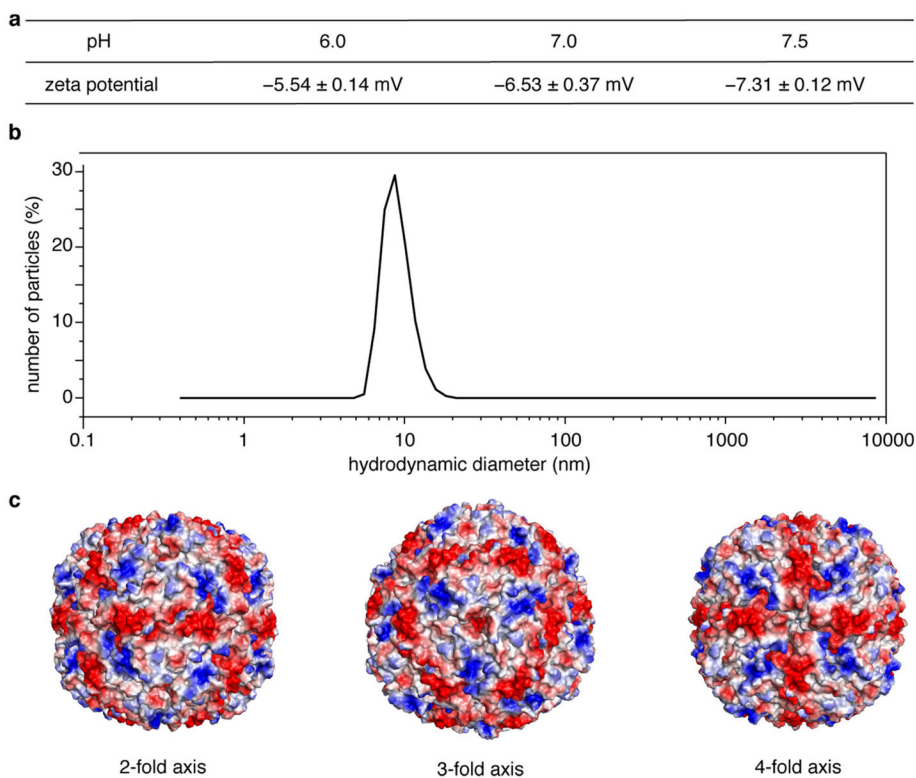 a
pH 6.0 7.0 7.5
zeta potential −5.54 ± 0.14 mV −6.53 ± 0.37 mV −7.31 ± 0.12 mV
b
number of particles (%)
30
20
10
0
0.1 1 10 100 1000 10000
hydrodynamic diameter (nm)
c
2-fold axis 3-fold axis 4-fold axis